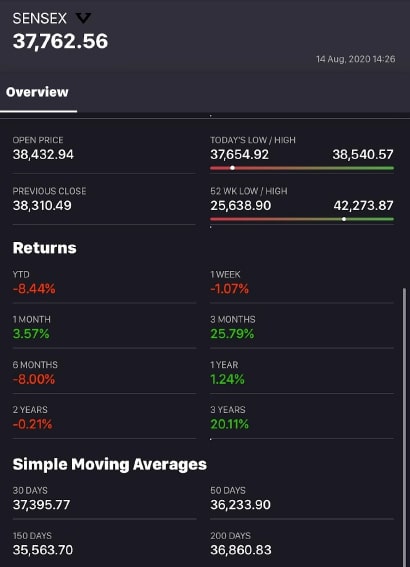 SENSEX
37,762.56
14 Aug, 2020 14:26
Overview
OPEN PRICE
38,432.94
TODAY'S LOW / HIGH
37,654.92 38,540.57
PREVIOUS CLOSE
38,310.49
52 WK LOW / HIGH
25,638.90 42,273.87
Returns
YTD
-8.44%
1 WEEK
-1.07%
1 MONTH
3.57%
3 MONTHS
25.79%
6 MONTHS
-8.00%
1 YEAR
1.24%
2 YEARS
-0.21%
3 YEARS
20.11%
Simple Moving Averages
30 DAYS
37,395.77
50 DAYS
36,233.90
150 DAYS
35,563.70
200 DAYS
36,860.83